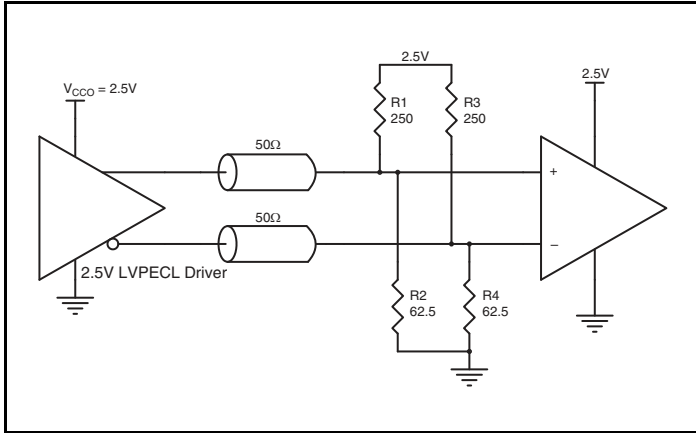 2.5V
V_CCO = 2.5V
2.5V
R1
250
R3
250
50Ω
+
50Ω
–
2.5V LVPECL Driver
R2
62.5
R4
62.5